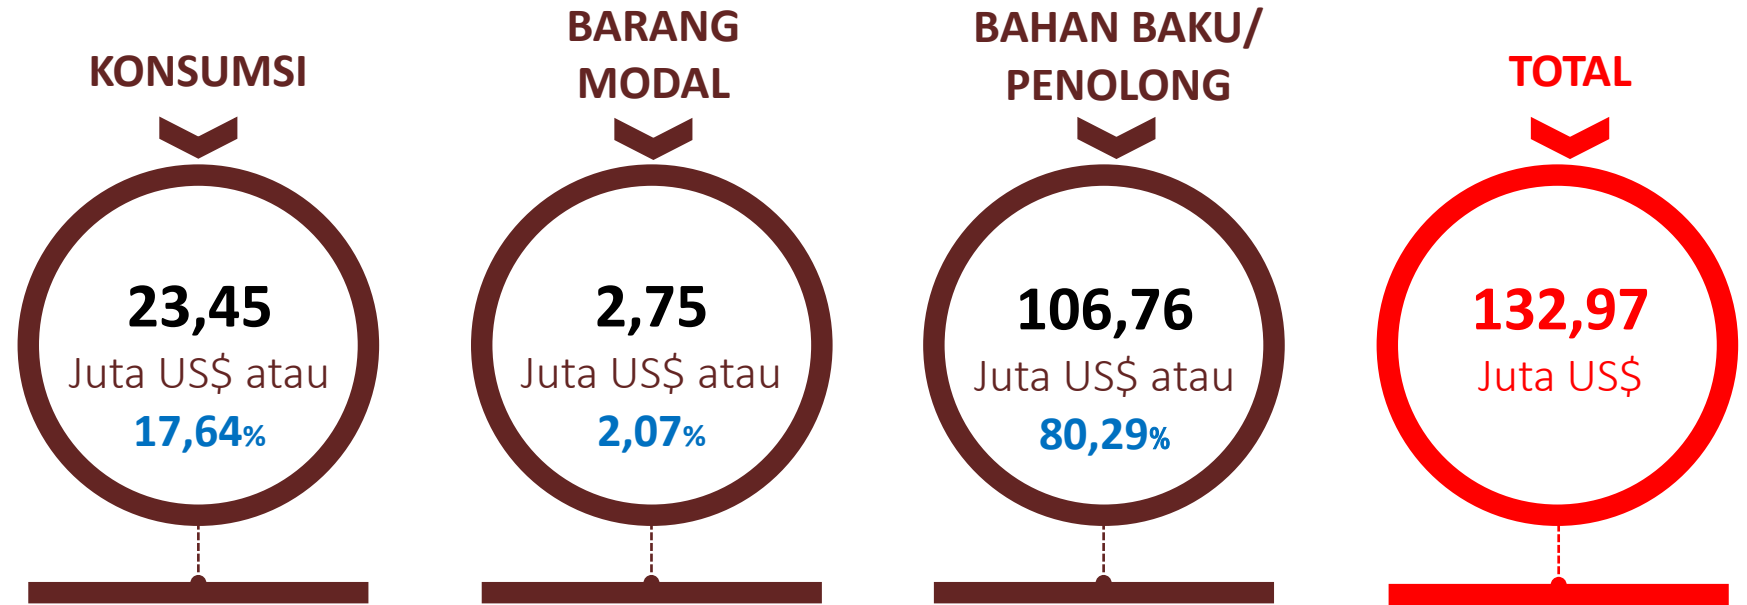 KONSUMSI
23,45
Juta US$ atau
17,64%
BARANG
MODAL
2,75
Juta US$ atau
2,07%
BAHAN BAKU/
PENOLONG
106,76
Juta US$ atau
80,29%
TOTAL
132,97
Juta US$